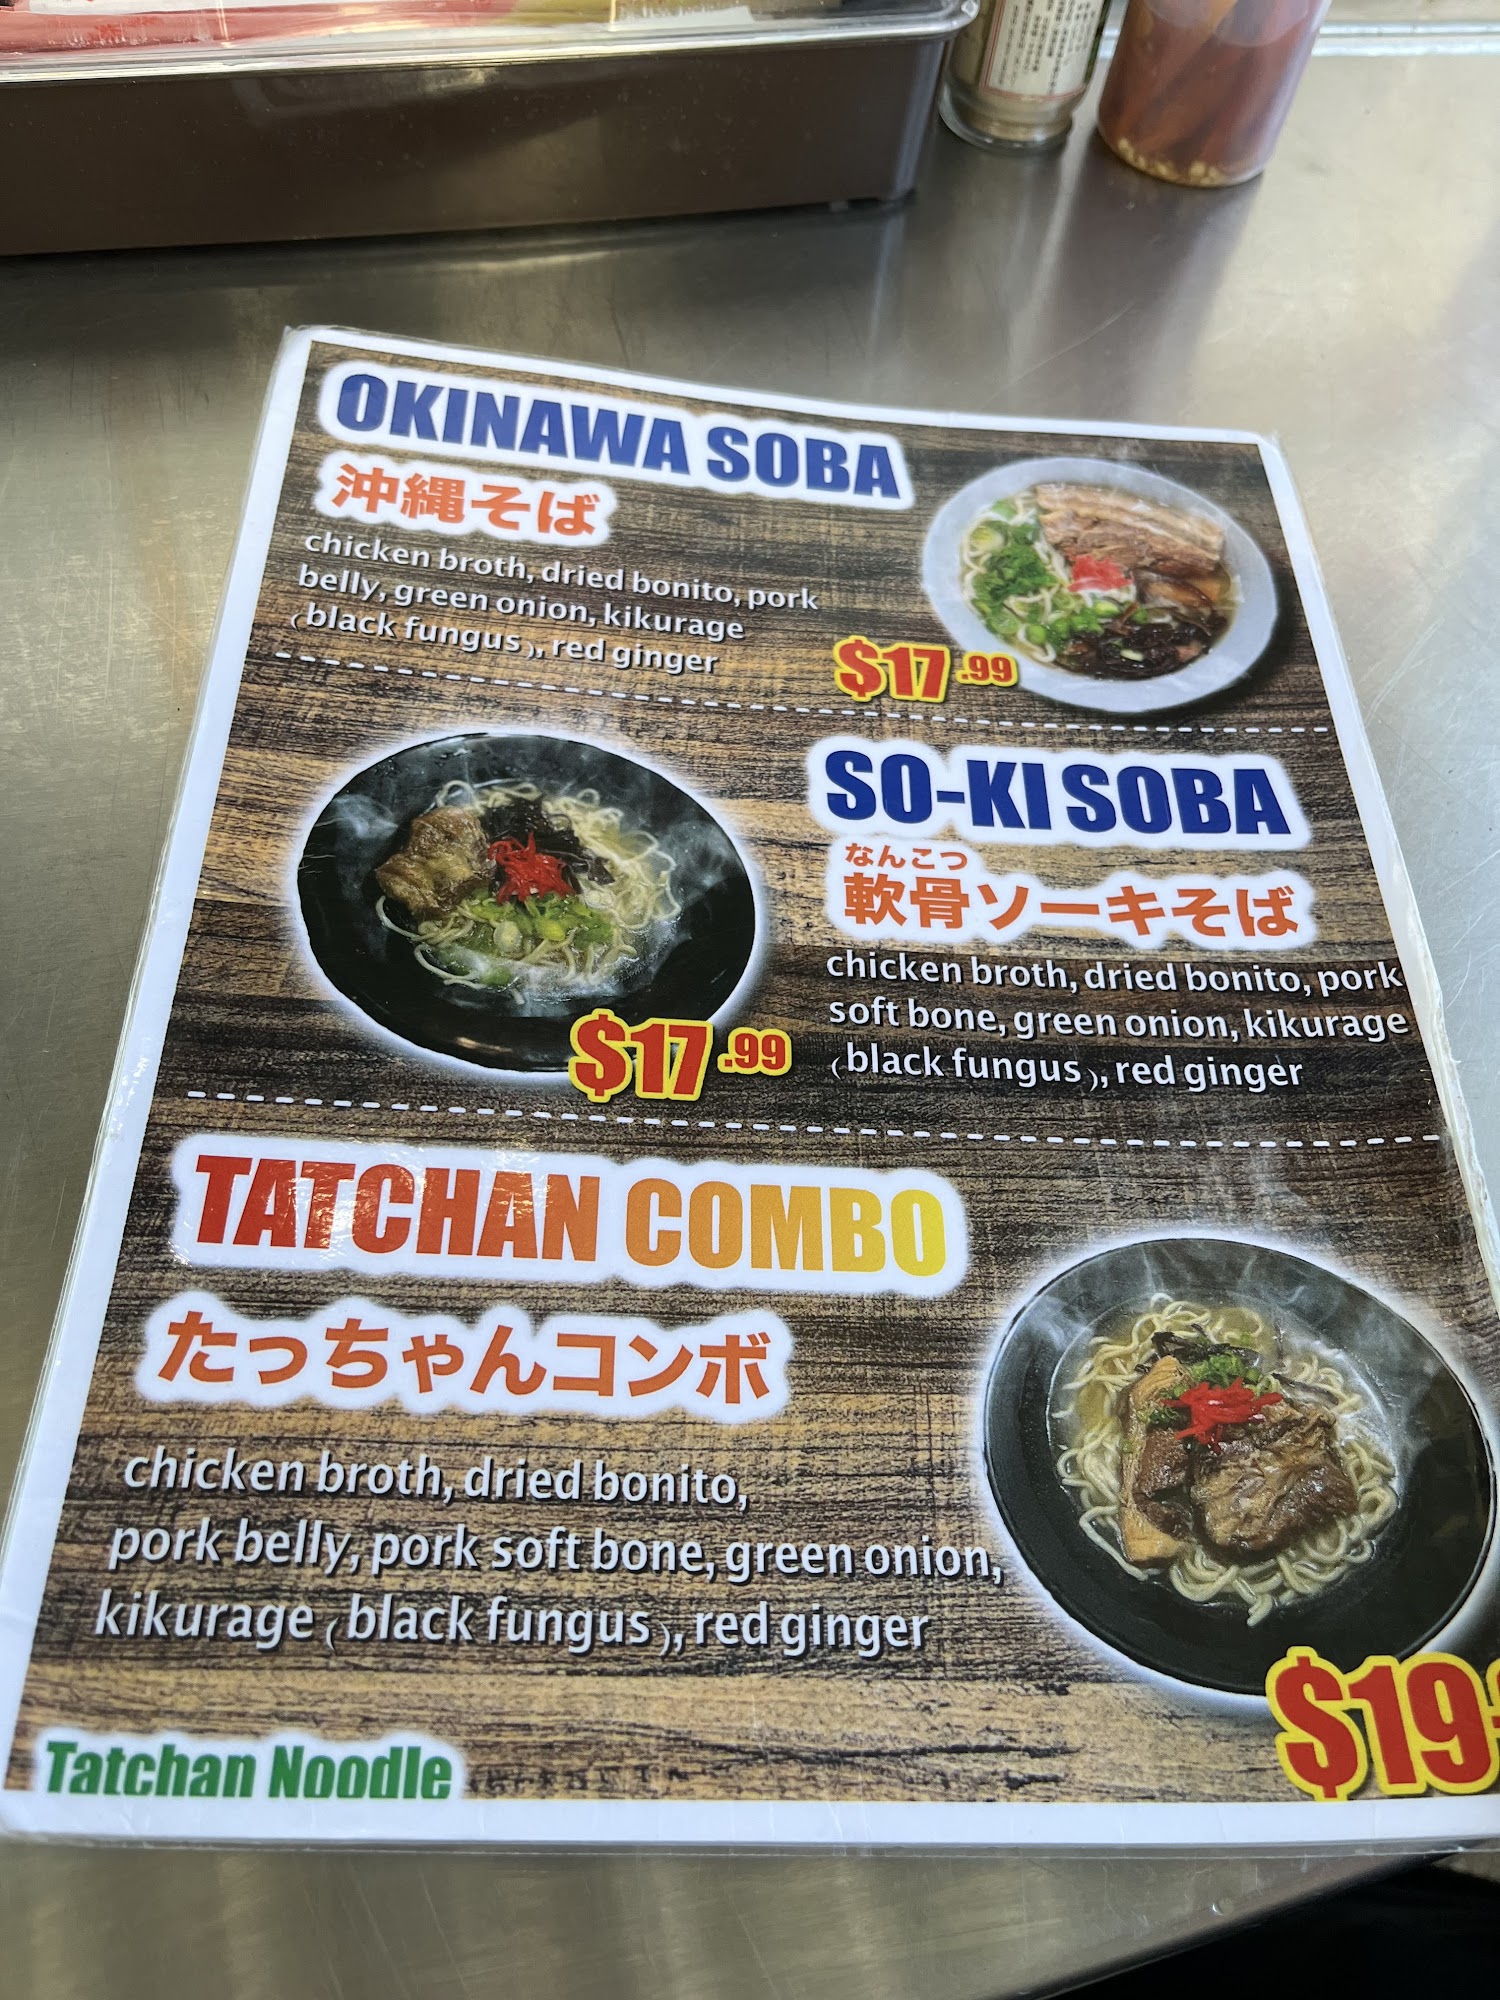 OKINAWA SOBA
沖縄そば
chicken broth, dried bonito, pork
belly, green onion, kikurage
(black fungus), red ginger
$17.99
SO-KI SOBA
なんこつ
軟骨ソーキそば
chicken broth, dried bonito, pork
soft bone, green onion, kikurage
(black fungus), red ginger
$17.99
TATCHAN COMBO
たっちゃんコンボ
chicken broth, dried bonito,
pork belly, pork soft bone, green onion,
kikurage (black fungus), red ginger
$19
Tatchan Noodle